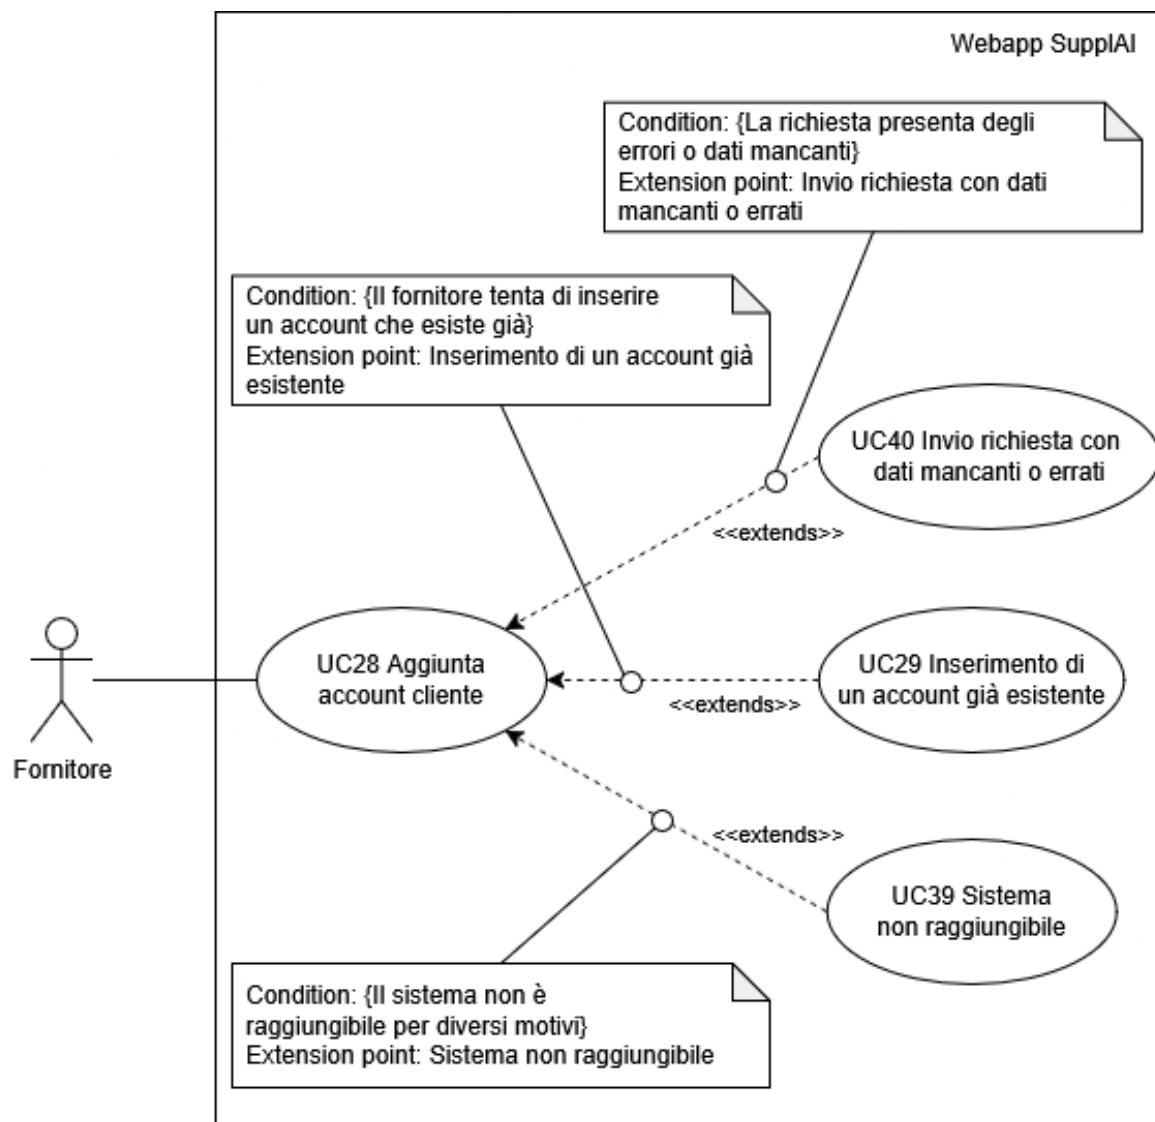 Webapp SupplAI
Condition: {La richiesta presenta degli
errori o dati mancanti}
Extension point: Invio richiesta con dati
mancanti o errati
Condition: {Il fornitore tenta di inserire
un account che esiste già}
Extension point: Inserimento di un account già
esistente
UC40 Invio richiesta con
dati mancanti o errati
<<extends>>
UC28 Aggiunta
account cliente
UC29 Inserimento di
un account già esistente
<<extends>>
Fornitore
<<extends>>
UC39 Sistema
non raggiungibile
Condition: {Il sistema non è
raggiungibile per diversi motivi}
Extension point: Sistema non raggiungibile